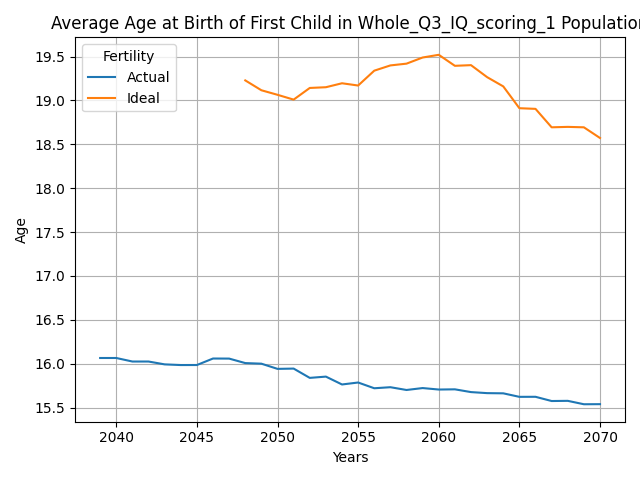 Average Age at Birth of First Child in Whole_Q3_IQ_scoring_1 Population
Fertility
Actual
Ideal
19.5
19.0
18.5
18.0
17.5
17.0
16.5
16.0
15.5
Age
2040 2045 2050 2055 2060 2065 2070
Years